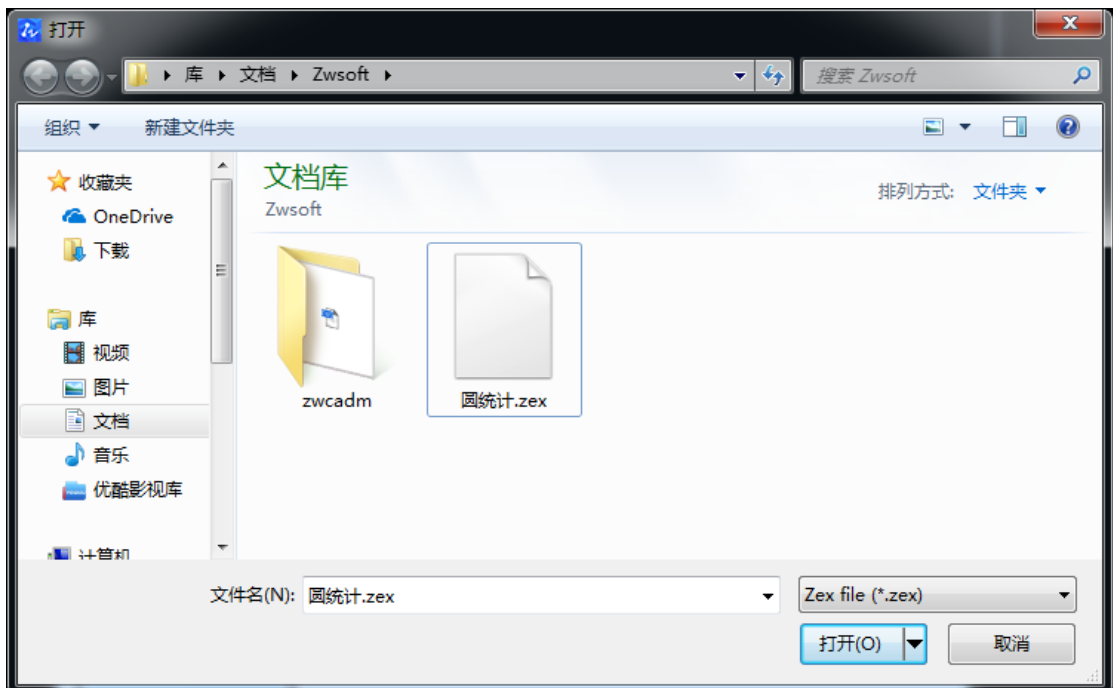 打开
库 文档 Zwsoft
搜索 Zwsoft
组织 新建文件夹
收藏夹
OneDrive
下载
库
视频
图片
文档
音乐
优酷影视库
计算机
文档库
Zwsoft
排列方式: 文件夹
zwcadm
圆统计.zex
文件名(N): 圆统计.zex
Zex file (*.zex)
打开(O)
取消